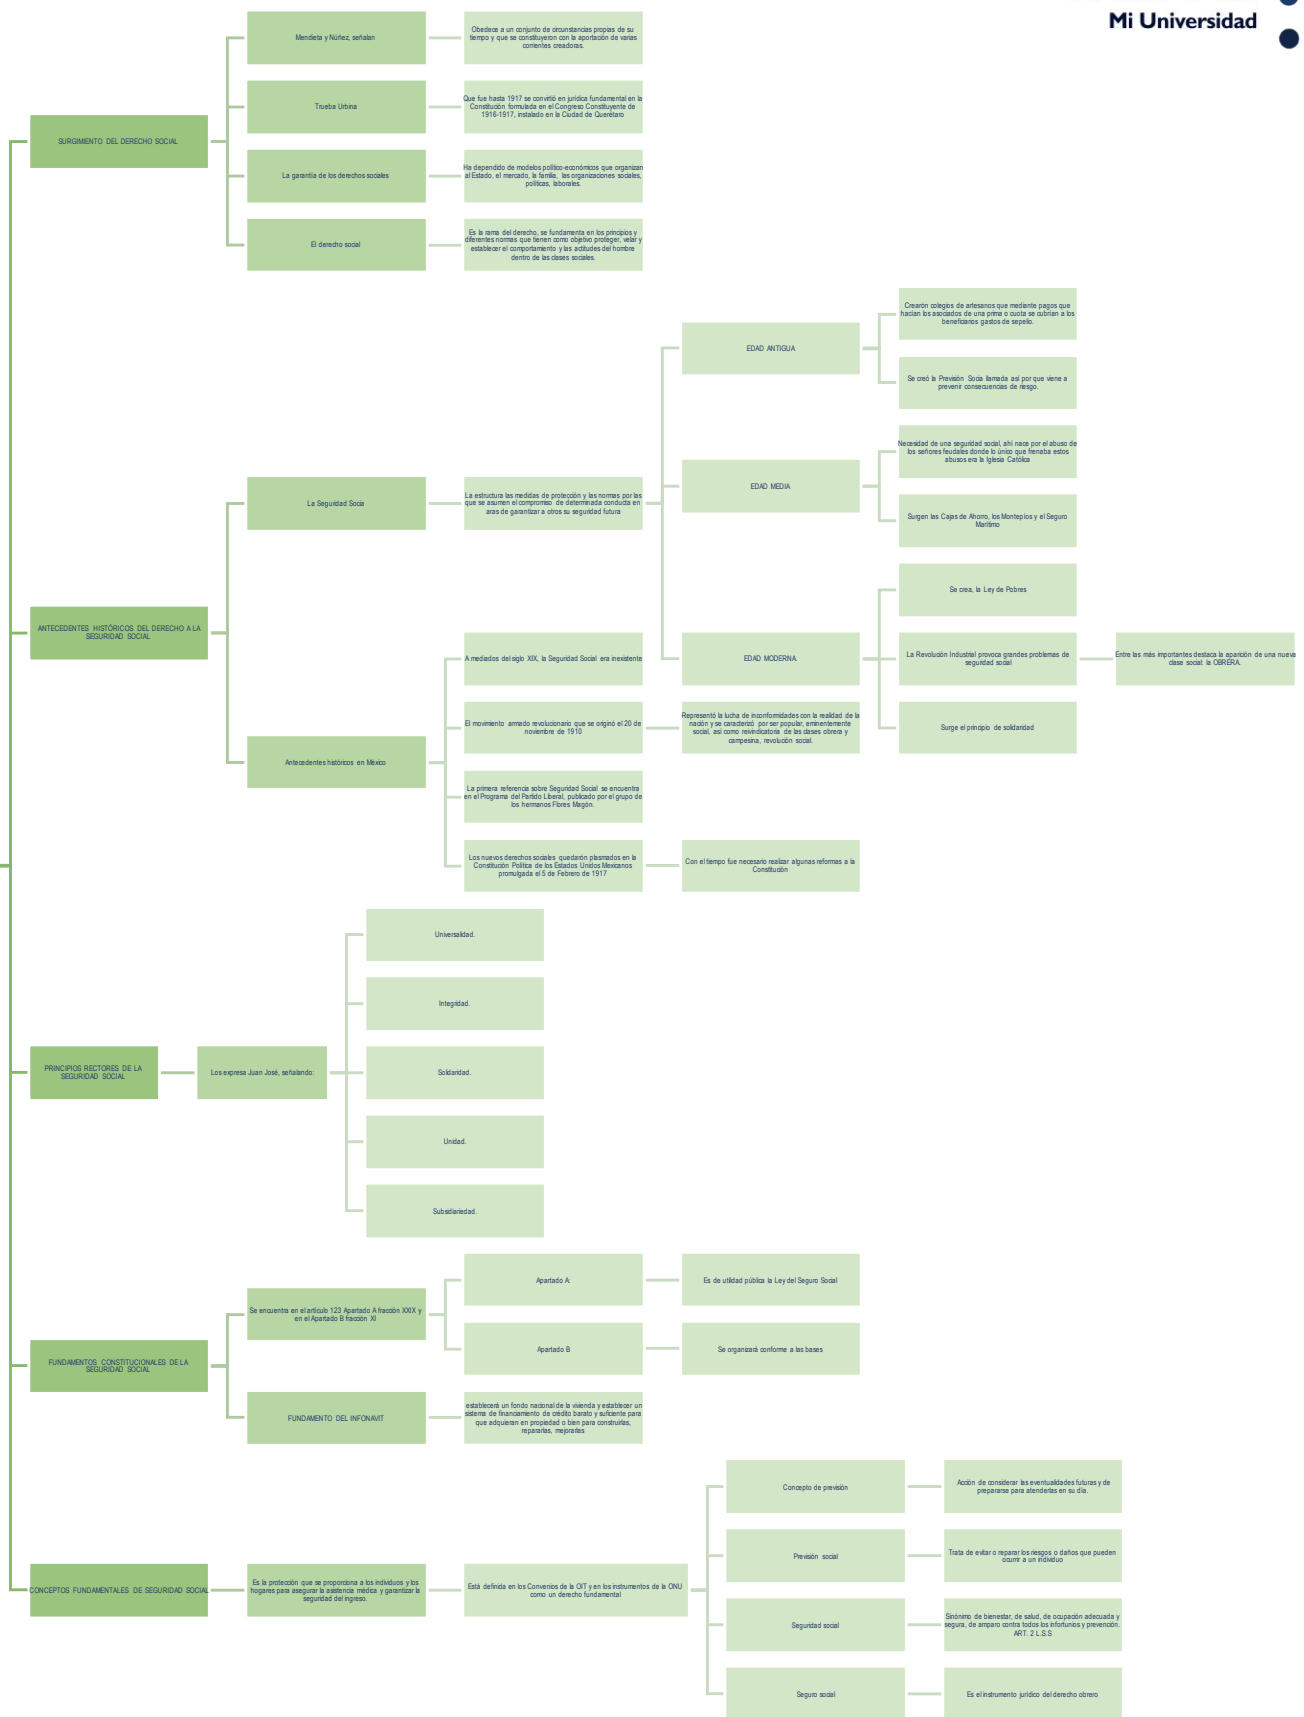 Mi Universidad
SURGIMIENTO DEL DERECHO SOCIAL
Mendieta y Núñez, señalan
Obedece a un conjunto de circunstancias propias de su
tiempo y que se constituyeron con la aportación de varias
corrientes creadoras.
Trueba Urbina
Que fue hasta 1917 se convirtió en jurídica fundamental en la
Constitución formulada en el Congreso Constituyente de
1916-1917, instalado en la Ciudad de Querétaro
La garantía de los derechos sociales
Ha dependido de modelos político-económicos que organizan
al Estado, el mercado, la familia, las organizaciones sociales,
políticas, laborales.
El derecho social
Es la rama del derecho, se fundamenta en los principios y
diferentes normas que tienen como objetivo proteger, velar y
establecer el comportamiento y las actitudes del hombre
dentro de las clases sociales.
ANTECEDENTES HISTÓRICOS DEL DERECHO A LA
SEGURIDAD SOCIAL
La Seguridad Socia
La estructura las medidas de protección y las normas por las
que se asumen el compromiso de determinada conducta en
aras de garantizar a otros su seguridad futura
EDAD ANTIGUA
Crearón colegios de artesanos que mediante pagos que
hacían los asociados de una prima o cuota se cubrían a los
beneficiarios gastos de sepelio.
Se creó la Previsión Socia llamada así por que viene a
prevenir consecuencias de riesgo.
EDAD MEDIA
Necesidad de una seguridad social, ahí nace por el abuso de
los señores feudales donde lo único que frenaba estos
abusos era la Iglesia Católica
Surgen las Cajas de Ahorro, los Montepíos y el Seguro
Marítimo
EDAD MODERNA.
Se crea, la Ley de Pobres
La Revolución Industrial provoca grandes problemas de
seguridad social
Entre las más importantes destaca la aparición de una nueva
clase social: la OBRERA.
Surge el principio de solidaridad
Antecedentes históricos en México
A mediados del siglo XIX, la Seguridad Social era inexistente
El movimiento armado revolucionario que se originó el 20 de
noviembre de 1910
Representó la lucha de inconformidades con la realidad de la
nación y se caracterizó por ser popular, eminentemente
social, así como reivindicatoria de las clases obrera y
campesina, revolución social.
La primera referencia sobre Seguridad Social se encuentra
en el Programa del Partido Liberal, publicado por el grupo de
los hermanos Flores Magón.
Los nuevos derechos sociales quedarón plasmados en la
Constitución Política de los Estados Unidos Mexicanos
promulgada el 5 de Febrero de 1917
Con el tiempo fue necesario realizar algunas reformas a la
Constitución
PRINCIPIOS RECTORES DE LA
SEGURIDAD SOCIAL
Los expresa Juan José, señalando:
Universalidad.
Integridad.
Solidaridad.
Unidad.
Subsidiariedad.
FUNDAMENTOS CONSTITUCIONALES DE LA
SEGURIDAD SOCIAL
Se encuentra en el artículo 123 Apartado A fracción XXIX y
en el Apartado B fracción XI
Apartado A:
Es de utilidad pública la Ley del Seguro Social
Apartado B
Se organizará conforme a las bases
FUNDAMENTO DEL INFONAVIT
establecerá un fondo nacional de la vivienda y establecer un
sistema de financiamiento de crédito barato y suficiente para
que adquieran en propiedad o bien para construirlas,
repararlas, mejorarlas
CONCEPTOS FUNDAMENTALES DE SEGURIDAD SOCIAL
Es la protección que se proporciona a los individuos y los
hogares para asegurar la asistencia médica y garantizar la
seguridad del ingreso.
Está definida en los Convenios de la OIT y en los instrumentos de la ONU
como un derecho fundamental
Concepto de previsión
Acción de considerar las eventualidades futuras y de
prepararse para atenderlas en su día.
Previsión social
Trata de evitar o reparar los riesgos o daños que pueden
ocurrir a un individuo
Seguridad social
Sinónimo de bienestar, de salud, de ocupación adecuada y
segura, de amparo contra todos los infortunios y prevención.
ART. 2 L.S.S
Seguro social
Es el instrumento jurídico del derecho obrero